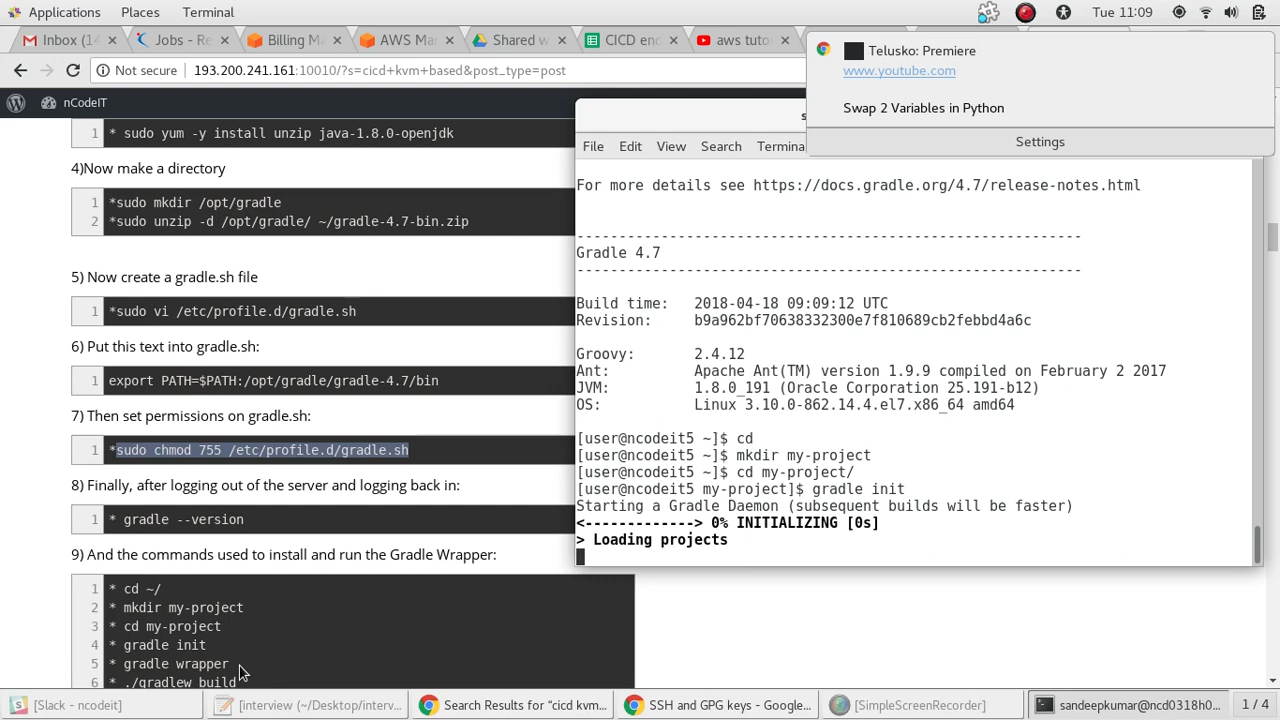 Applications Places Terminal Tue 11:09
Inbox (14 Jobs - Re Billing M AWS Ma Shared w CICD en aws tutor
Not secure 193.200.241.161:10010/?s=cicd+kvm+based&post_type=post
nCodeIT
Telusko: Premiere
www.youtube.com
Swap 2 Variables in Python
Settings
1 * sudo yum -y install unzip java-1.8.0-openjdk
4)Now make a directory
1 *sudo mkdir /opt/gradle
2 *sudo unzip -d /opt/gradle/ ~/gradle-4.7-bin.zip
5) Now create a gradle.sh file
1 *sudo vi /etc/profile.d/gradle.sh
6) Put this text into gradle.sh:
1 export PATH=$PATH:/opt/gradle/gradle-4.7/bin
7) Then set permissions on gradle.sh:
1 *sudo chmod 755 /etc/profile.d/gradle.sh
8) Finally, after logging out of the server and logging back in:
1 * gradle --version
9) And the commands used to install and run the Gradle Wrapper:
1 * cd ~/
2 * mkdir my-project
3 * cd my-project
4 * gradle init
5 * gradle wrapper
6 * ./gradlew build
s
File Edit View Search Termina
For more details see https://docs.gradle.org/4.7/release-notes.html
------------------------------------------------------------
Gradle 4.7
------------------------------------------------------------
Build time: 2018-04-18 09:09:12 UTC
Revision: b9a962bf70638332300e7f810689cb2febbd4a6c
Groovy: 2.4.12
Ant: Apache Ant(TM) version 1.9.9 compiled on February 2 2017
JVM: 1.8.0_191 (Oracle Corporation 25.191-b12)
OS: Linux 3.10.0-862.14.4.el7.x86_64 amd64
[user@ncodeit5 ~]$ cd
[user@ncodeit5 ~]$ mkdir my-project
[user@ncodeit5 ~]$ cd my-project/
[user@ncodeit5 my-project]$ gradle init
Starting a Gradle Daemon (subsequent builds will be faster)
<-------------> 0% INITIALIZING [0s]
> Loading projects
[Slack - ncodeit] [interview (~/Desktop/interv... Search Results for "cicd kvm... SSH and GPG keys - Google... [SimpleScreenRecorder] sandeepkumar@ncd0318h0... 1 / 4